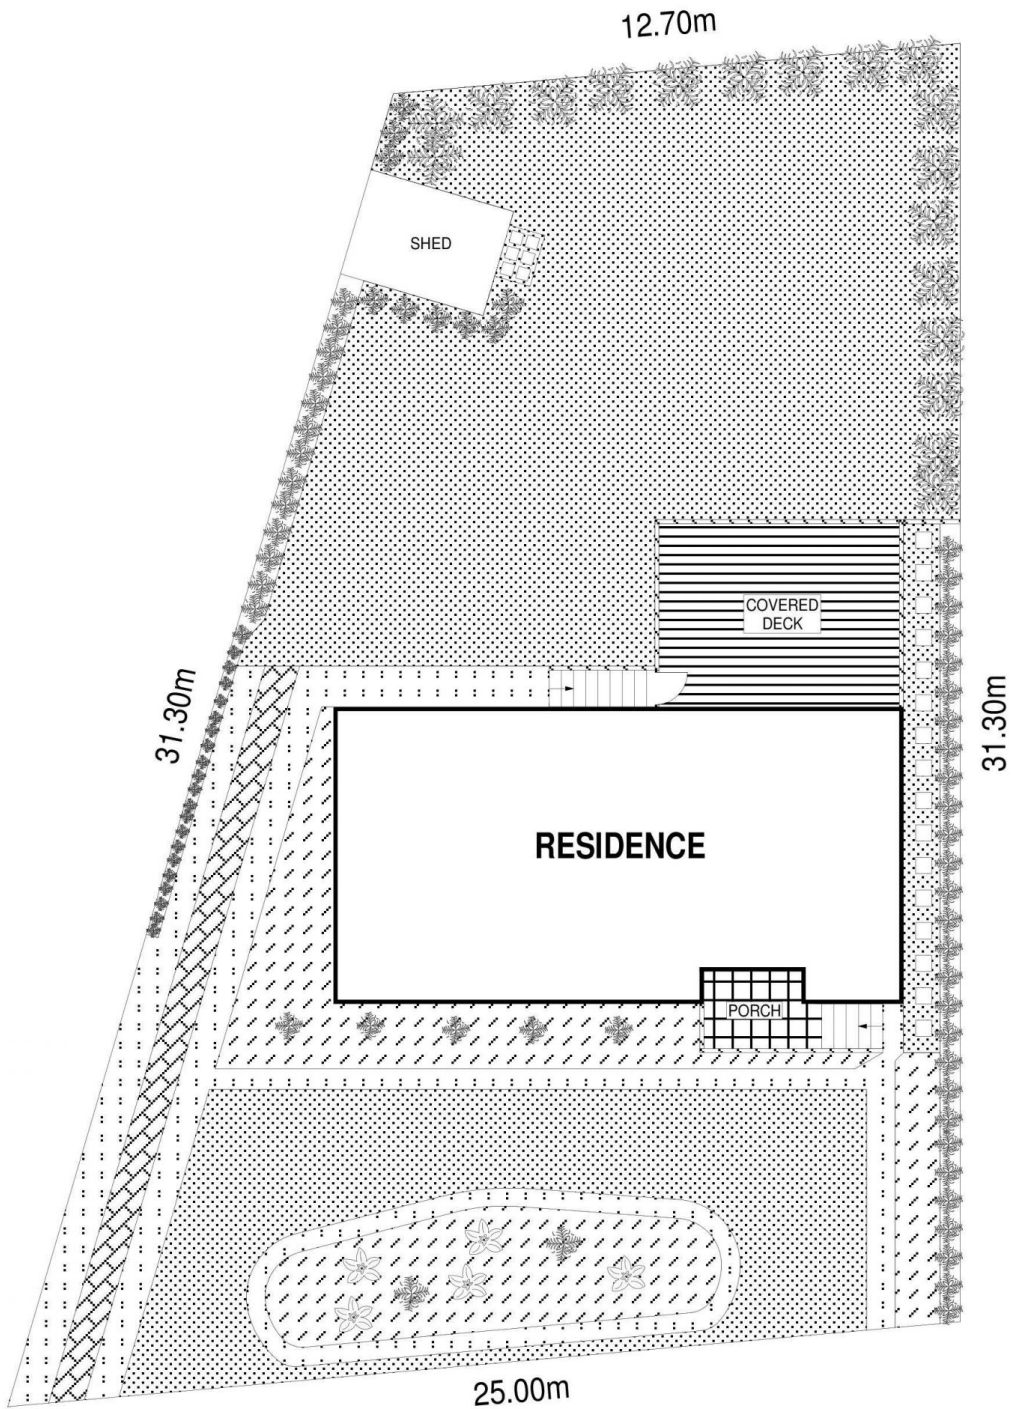 12.70m
SHED
COVERED
DECK
31.30m
31.30m
RESIDENCE
PORCH
25.00m